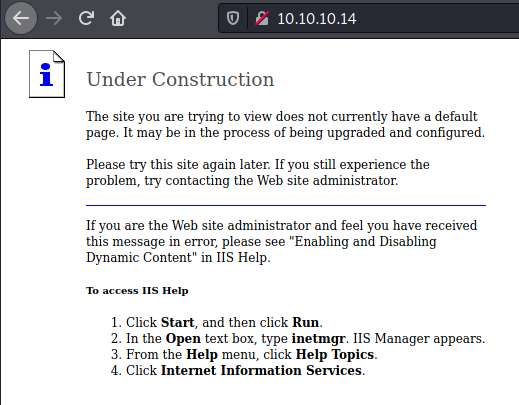 10.10.10.14
Under Construction
The site you are trying to view does not currently have a default
page. It may be in the process of being upgraded and configured.
Please try this site again later. If you still experience the
problem, try contacting the Web site administrator.
If you are the Web site administrator and feel you have received
this message in error, please see "Enabling and Disabling
Dynamic Content" in IIS Help.
To access IIS Help
1. Click Start, and then click Run.
2. In the Open text box, type inetmgr. IIS Manager appears.
3. From the Help menu, click Help Topics.
4. Click Internet Information Services.